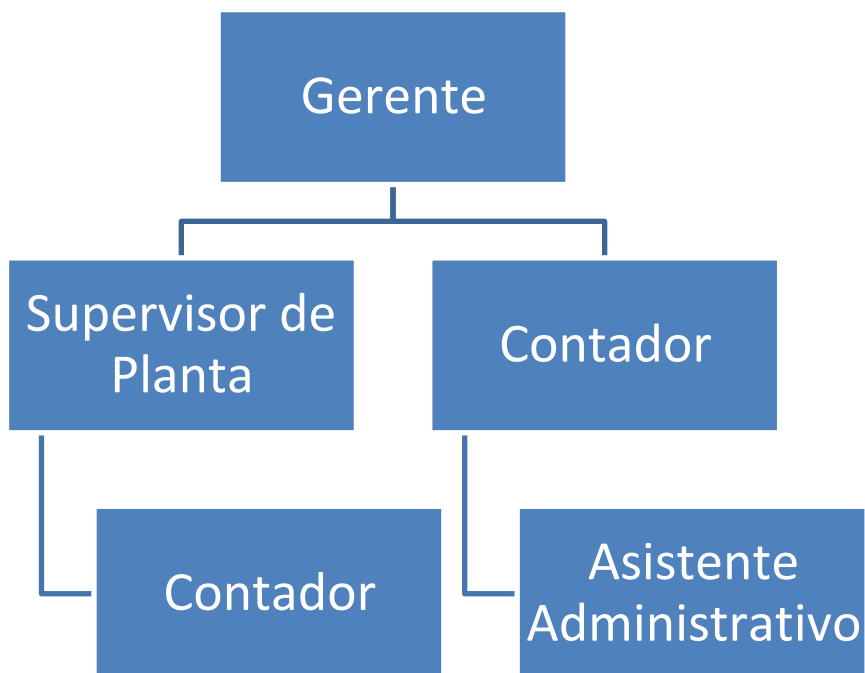 Gerente
Supervisor de
Planta
Contador
Contador
Asistente
Administrativo